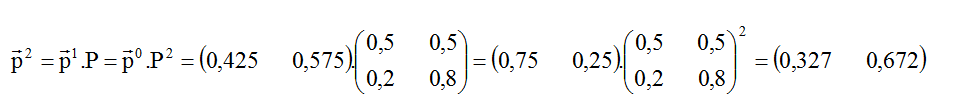 p⃗² = p⃗¹.P = p⃗⁰.P² = (0,425 0,575).(0,5 0,5 0,2 0,8) = (0,75 0,25).(0,5 0,5 0,2 0,8)² = (0,327 0,672)